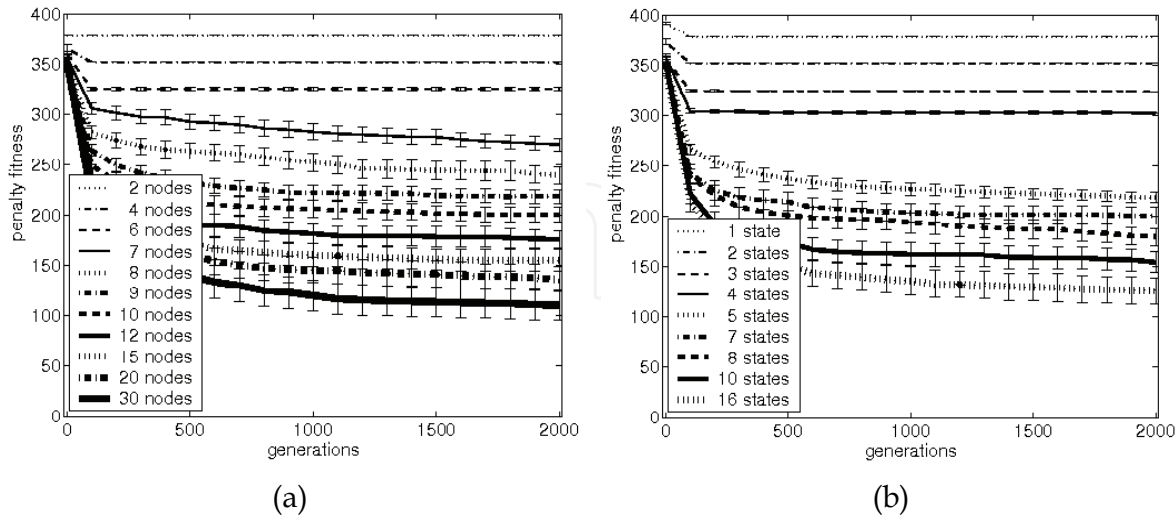 400
350
300
250
200
150
100
50
0
penalty fitness
2 nodes
4 nodes
6 nodes
7 nodes
8 nodes
9 nodes
10 nodes
12 nodes
15 nodes
20 nodes
30 nodes
0 500 1000 1500 2000
generations
(a)
400
350
300
250
200
150
100
50
0
penalty fitness
1 state
2 states
3 states
4 states
5 states
7 states
8 states
10 states
16 states
0 500 1000 1500 2000
generations
(b)